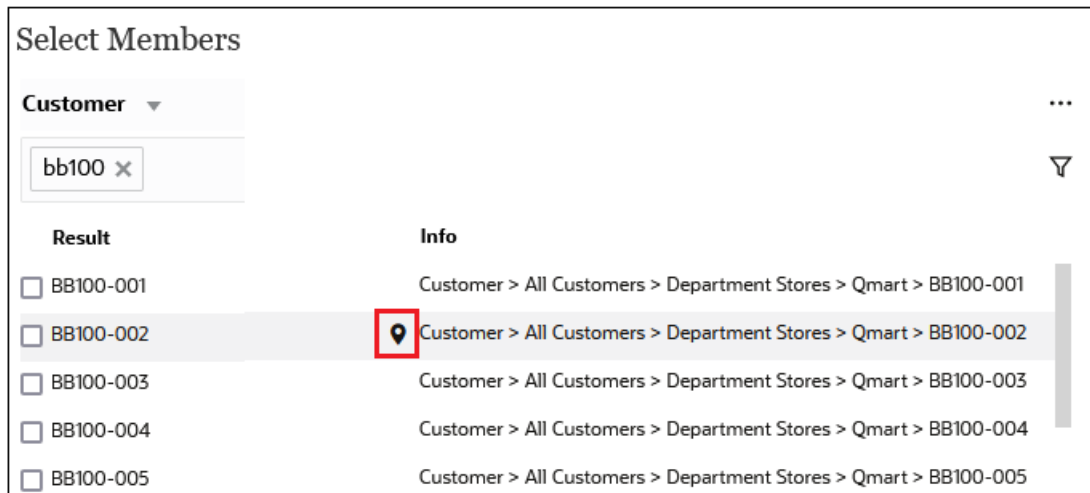 Select Members
Customer
bb100
Result Info
BB100-001 Customer > All Customers > Department Stores > Qmart > BB100-001
BB100-002 Customer > All Customers > Department Stores > Qmart > BB100-002
BB100-003 Customer > All Customers > Department Stores > Qmart > BB100-003
BB100-004 Customer > All Customers > Department Stores > Qmart > BB100-004
BB100-005 Customer > All Customers > Department Stores > Qmart > BB100-005